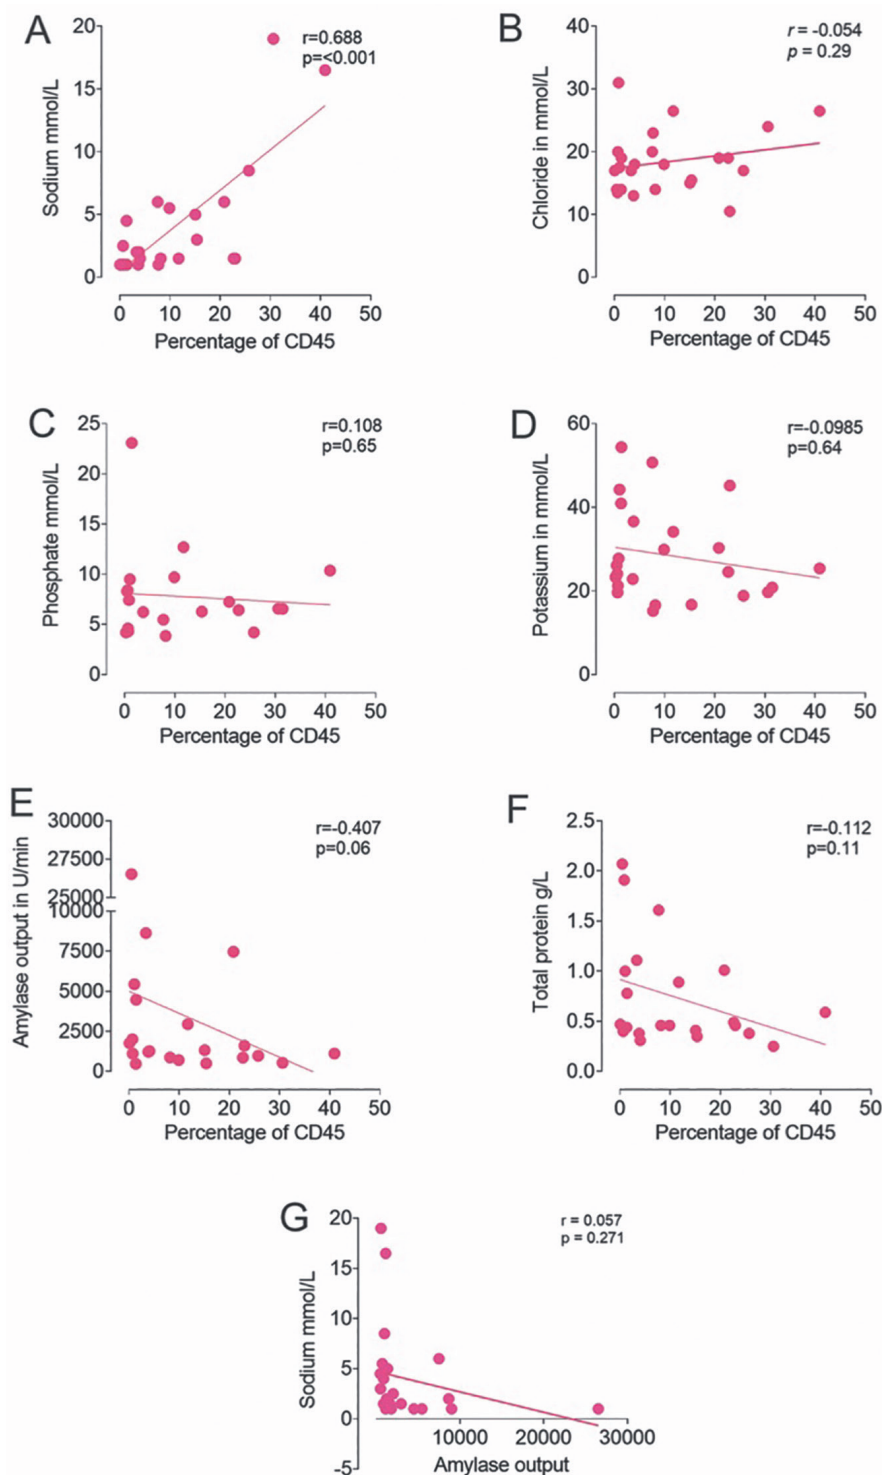 A
r=0.688
p=<0.001
Sodium mmol/L
20
15
10
5
0
0 10 20 30 40 50
Percentage of CD45
B
r = -0.054
p = 0.29
Chloride in mmol/L
40
30
20
10
0
0 10 20 30 40 50
Percentage of CD45
C
r=0.108
p=0.65
Phosphate mmol/L
25
20
15
10
5
0
0 10 20 30 40 50
Percentage of CD45
D
r=-0.0985
p=0.64
Potassium in mmol/L
60
40
20
0
0 10 20 30 40 50
Percentage of CD45
E
r=-0.407
p=0.06
Amylase output in U/min
30000
27500
25000
10000
7500
5000
2500
0
0 10 20 30 40 50
Percentage of CD45
F
r=-0.112
p=0.11
Total protein g/L
2.5
2.0
1.5
1.0
0.5
0.0
0 10 20 30 40 50
Percentage of CD45
G
r = 0.057
p = 0.271
Sodium mmol/L
20
15
10
5
0
-5
10000 20000 30000
Amylase output